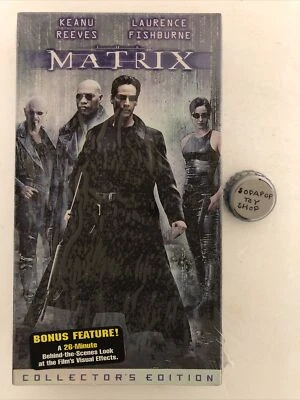 KEANU REEVES
LAURENCE FISHBURNE
THE
MATRIX
BONUS FEATURE!
A 26-Minute
Behind-the-Scenes Look
at the Film's Visual Effects.
COLLECTOR'S EDITION
SODAPOP
TOY
SHOP